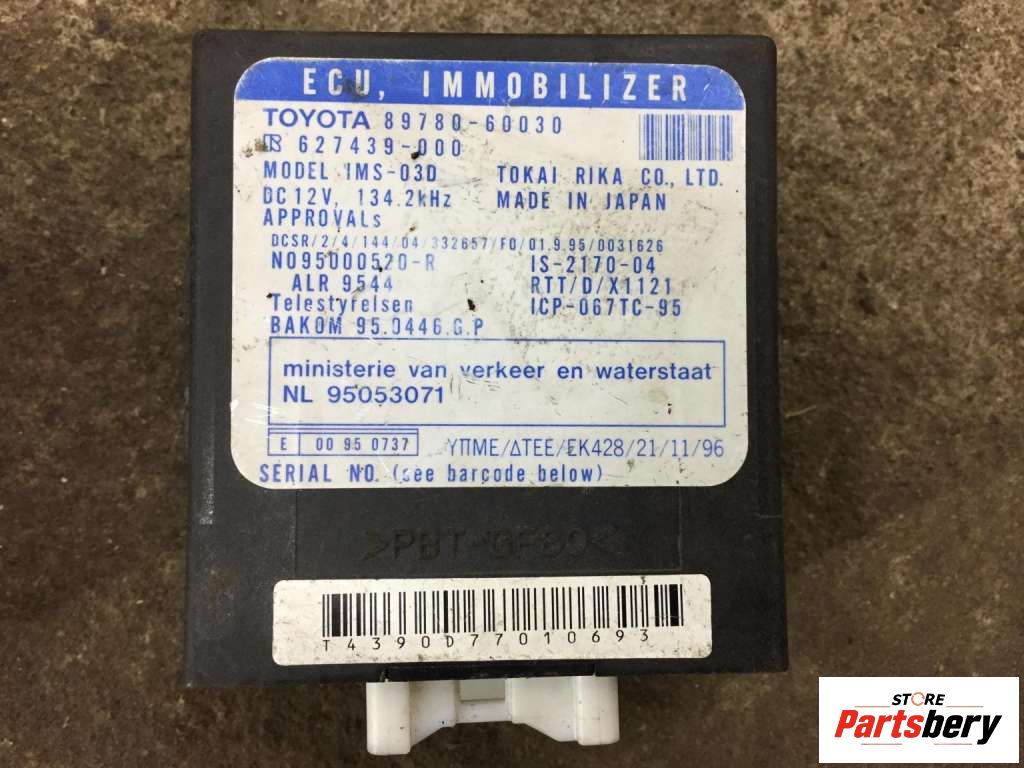 ECU, IMMOBILIZER
TOYOTA 89780-60030
627439-000
MODEL IMS-03D TOKAI RIKA CO., LTD.
DC12V, 134.2kHz MADE IN JAPAN
APPROVALS
DCSR/2/4/144/04/332657/FO/01.9.95/0031626
NO95000520-R IS-2170-04
ALR 9544 RTT/D/X1121
Telestyrelsen ICP-067TC-95
BAKOM 95.0446.G.P
ministerie van verkeer en waterstaat
NL 95053071
E 00 95 0737 ΥΠΜΕ/ΔΤΕΕ/ΕΚ428/21/11/96
SERIAL NO. (see barcode below)
>PBT-GF30<
T4390D77010693
STORE
Partsbery